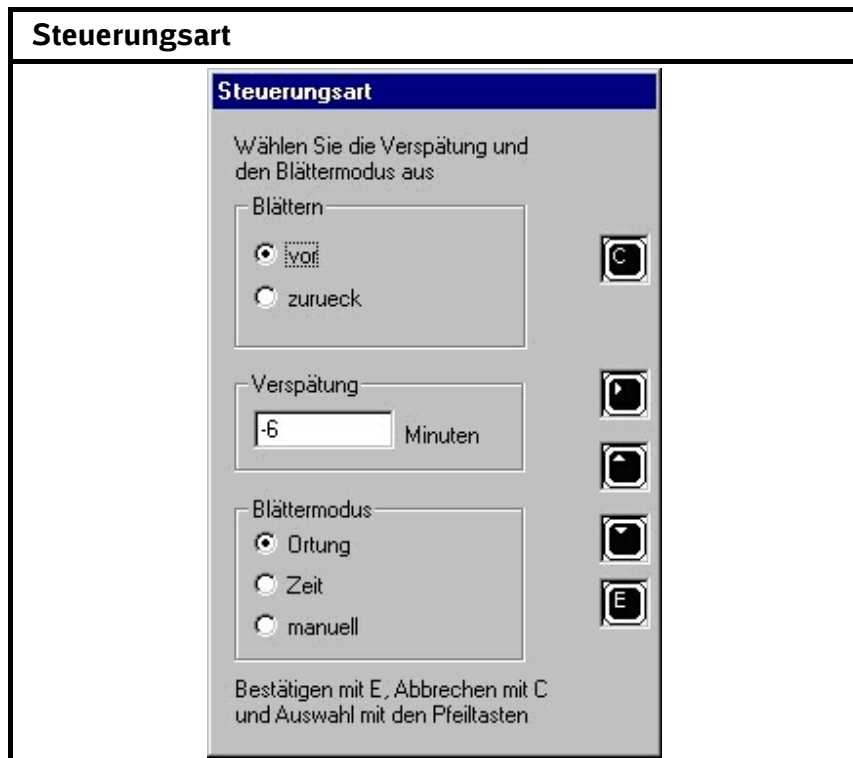 Steuerungsart
Steuerungsart
Wählen Sie die Verspätung und
den Blättermodus aus
Blättern
vor
C
zurueck
Verspätung
-6 Minuten
Blättermodus
Ortung
Zeit
E
manuell
Bestätigen mit E, Abbrechen mit C
und Auswahl mit den Pfeiltasten